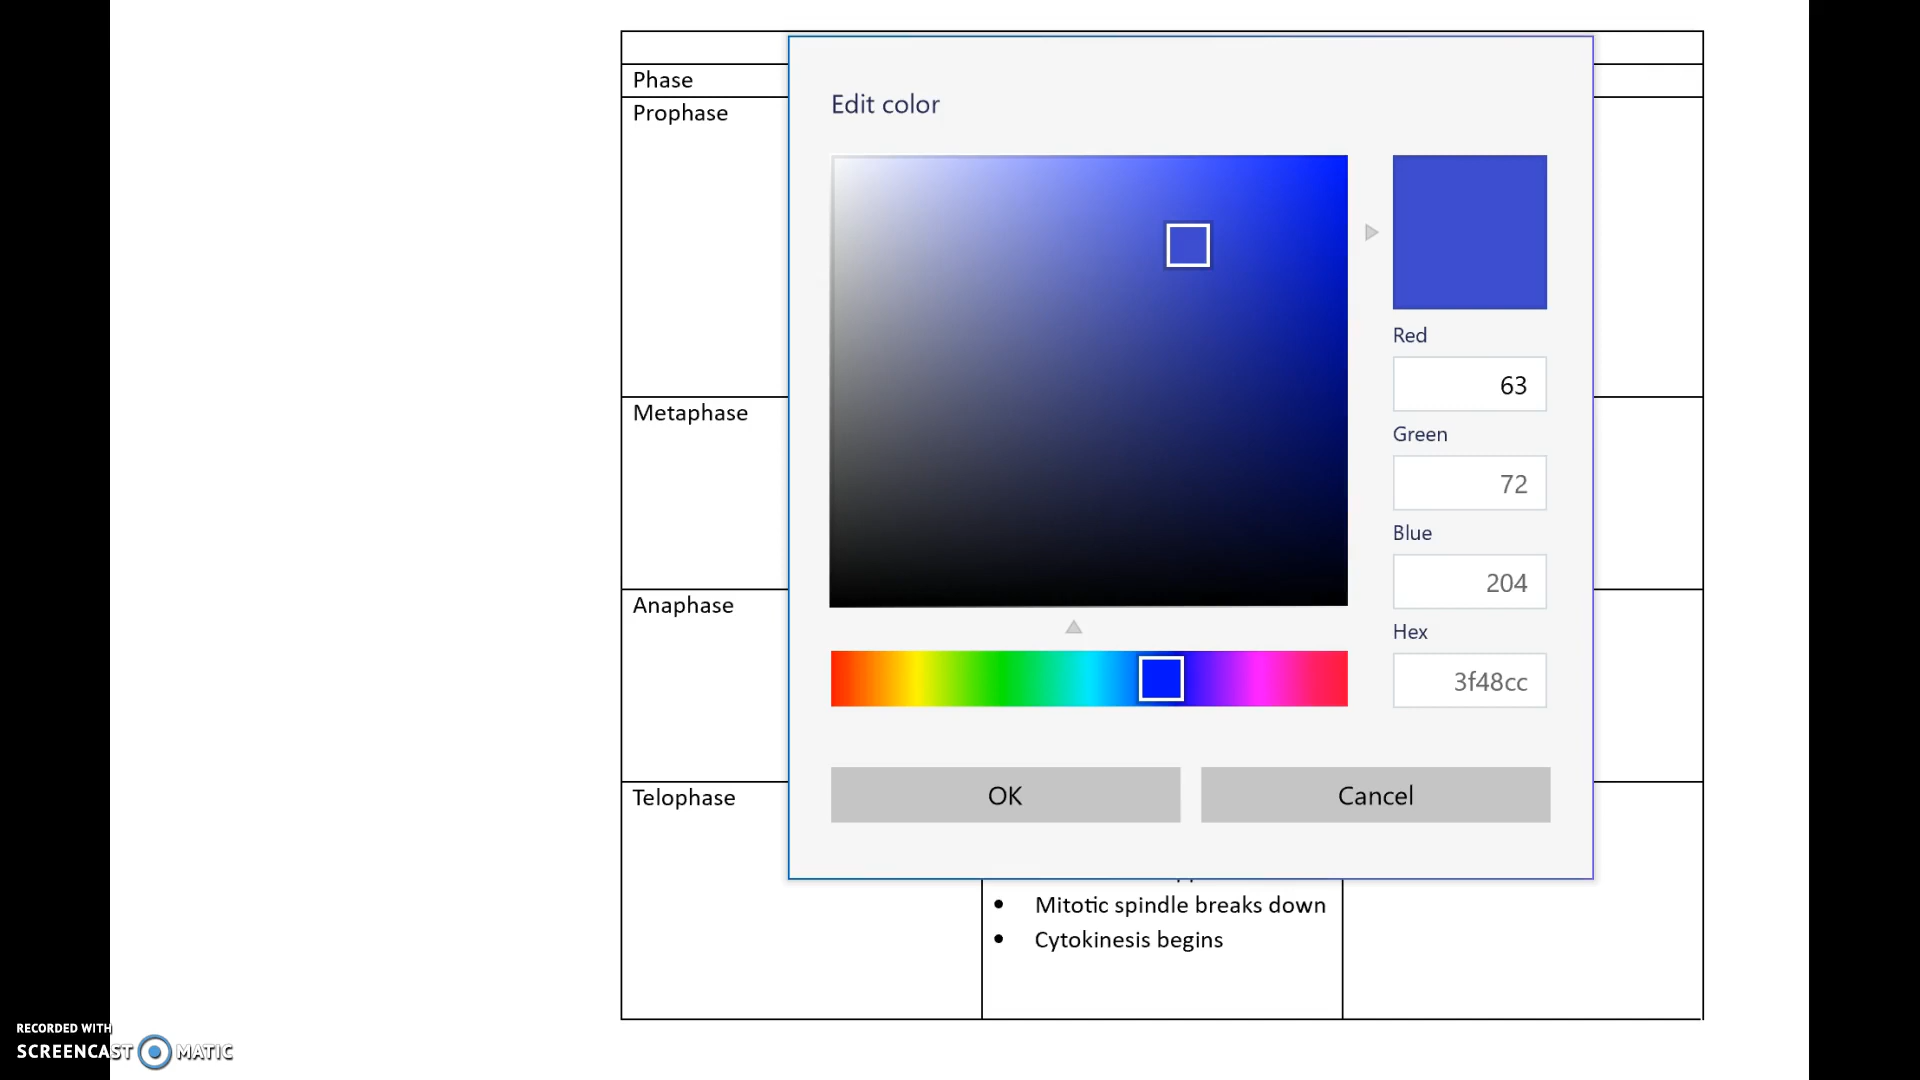 Phase
Prophase
Metaphase
Anaphase
Telophase
Edit color
Red
63
Green
72
Blue
204
Hex
3f48cc
OK
Cancel
• Mitotic spindle breaks down
• Cytokinesis begins
RECORDED WITH
SCREENCAST MATIC